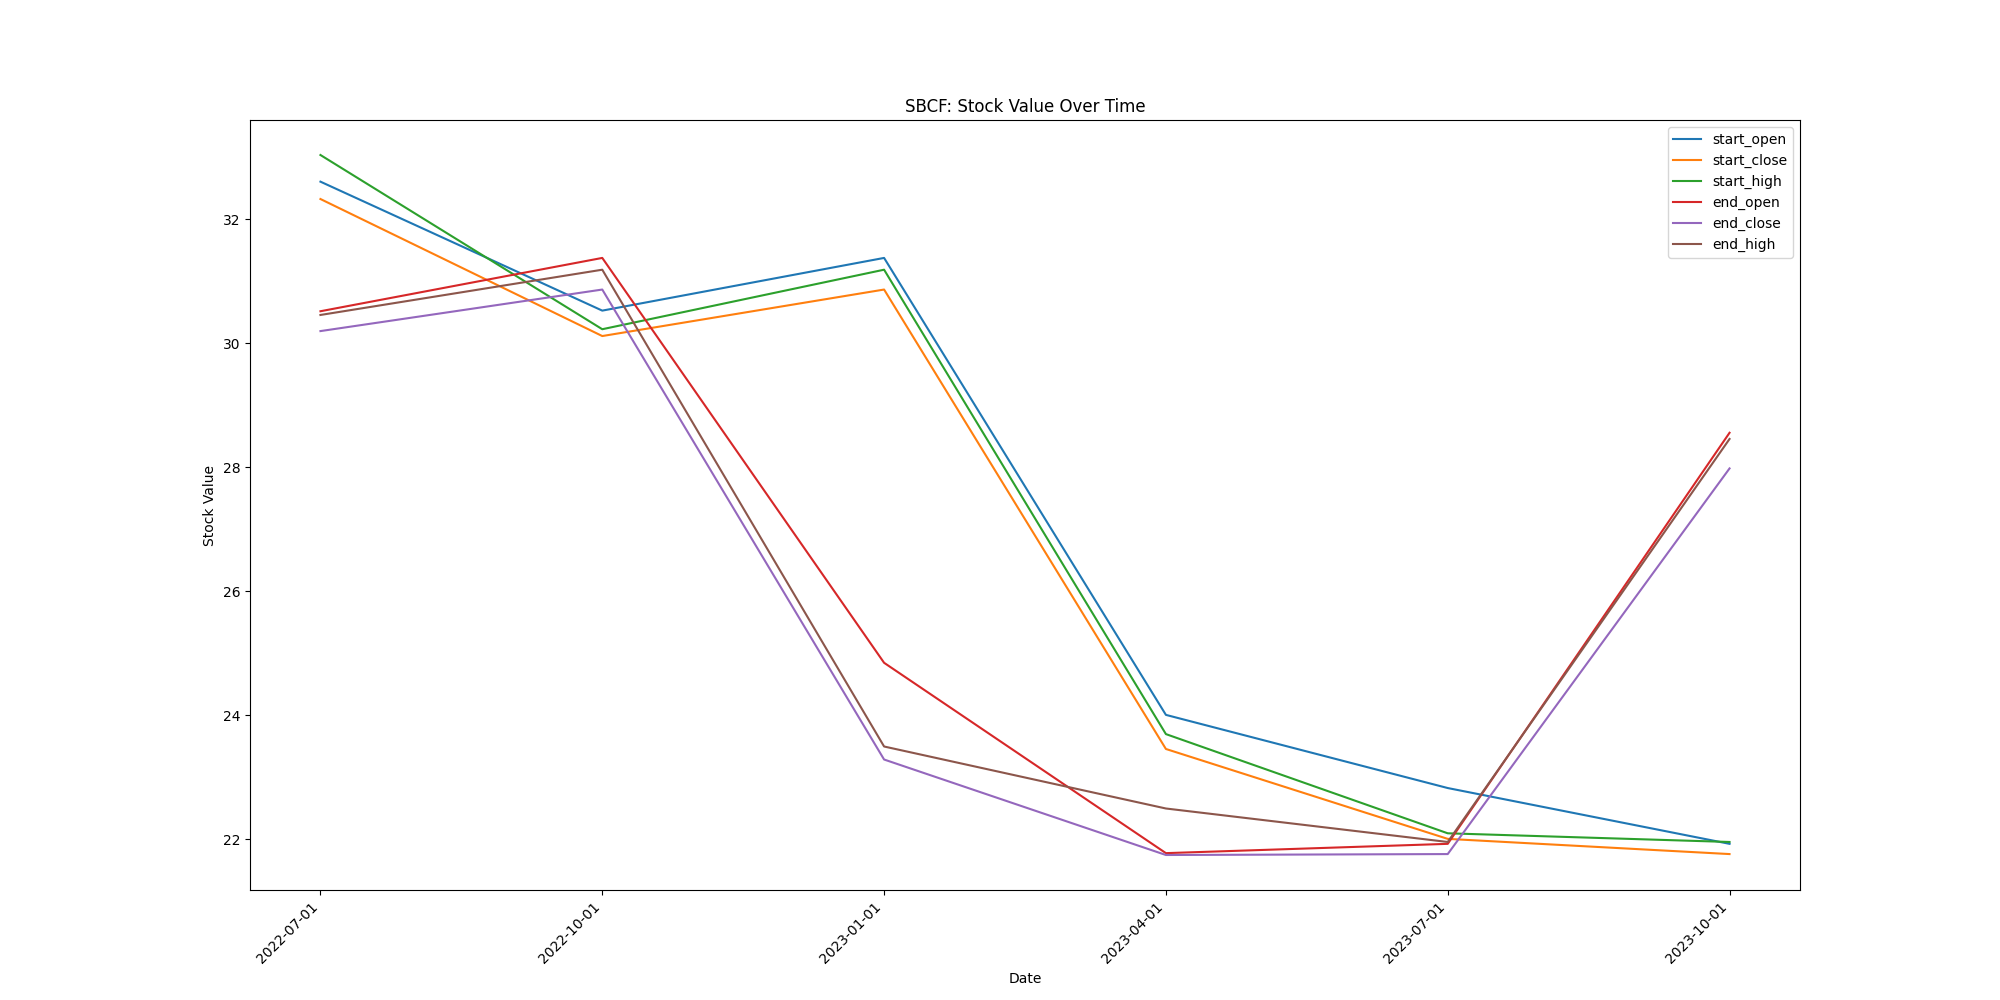 SBCF: Stock Value Over Time
start_open
start_close
start_high
end_open
end_close
end_high
Stock Value
32
30
28
26
24
22
2022-07-01
2022-10-01
2023-01-01
2023-04-01
2023-07-01
2023-10-01
Date